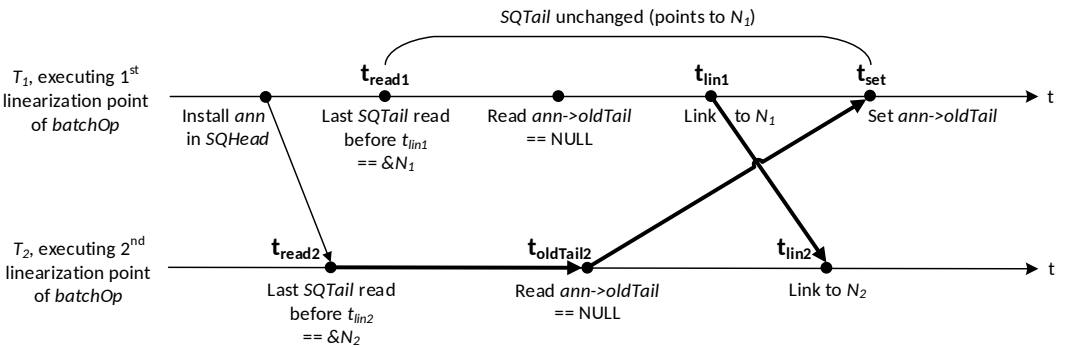 SQTail unchanged (points to N1)
T1, executing 1st
linearization point
of batchOp
tread1
tlin1
tset
t
Install ann
in SQHead
Last SQTail read
before tlin1
== &N1
Read ann->oldTail
== NULL
Link to N1
Set ann->oldTail
T2, executing 2nd
linearization point
of batchOp
tread2
toldTail2
tlin2
t
Last SQTail read
before tlin2
== &N2
Read ann->oldTail
== NULL
Link to N2